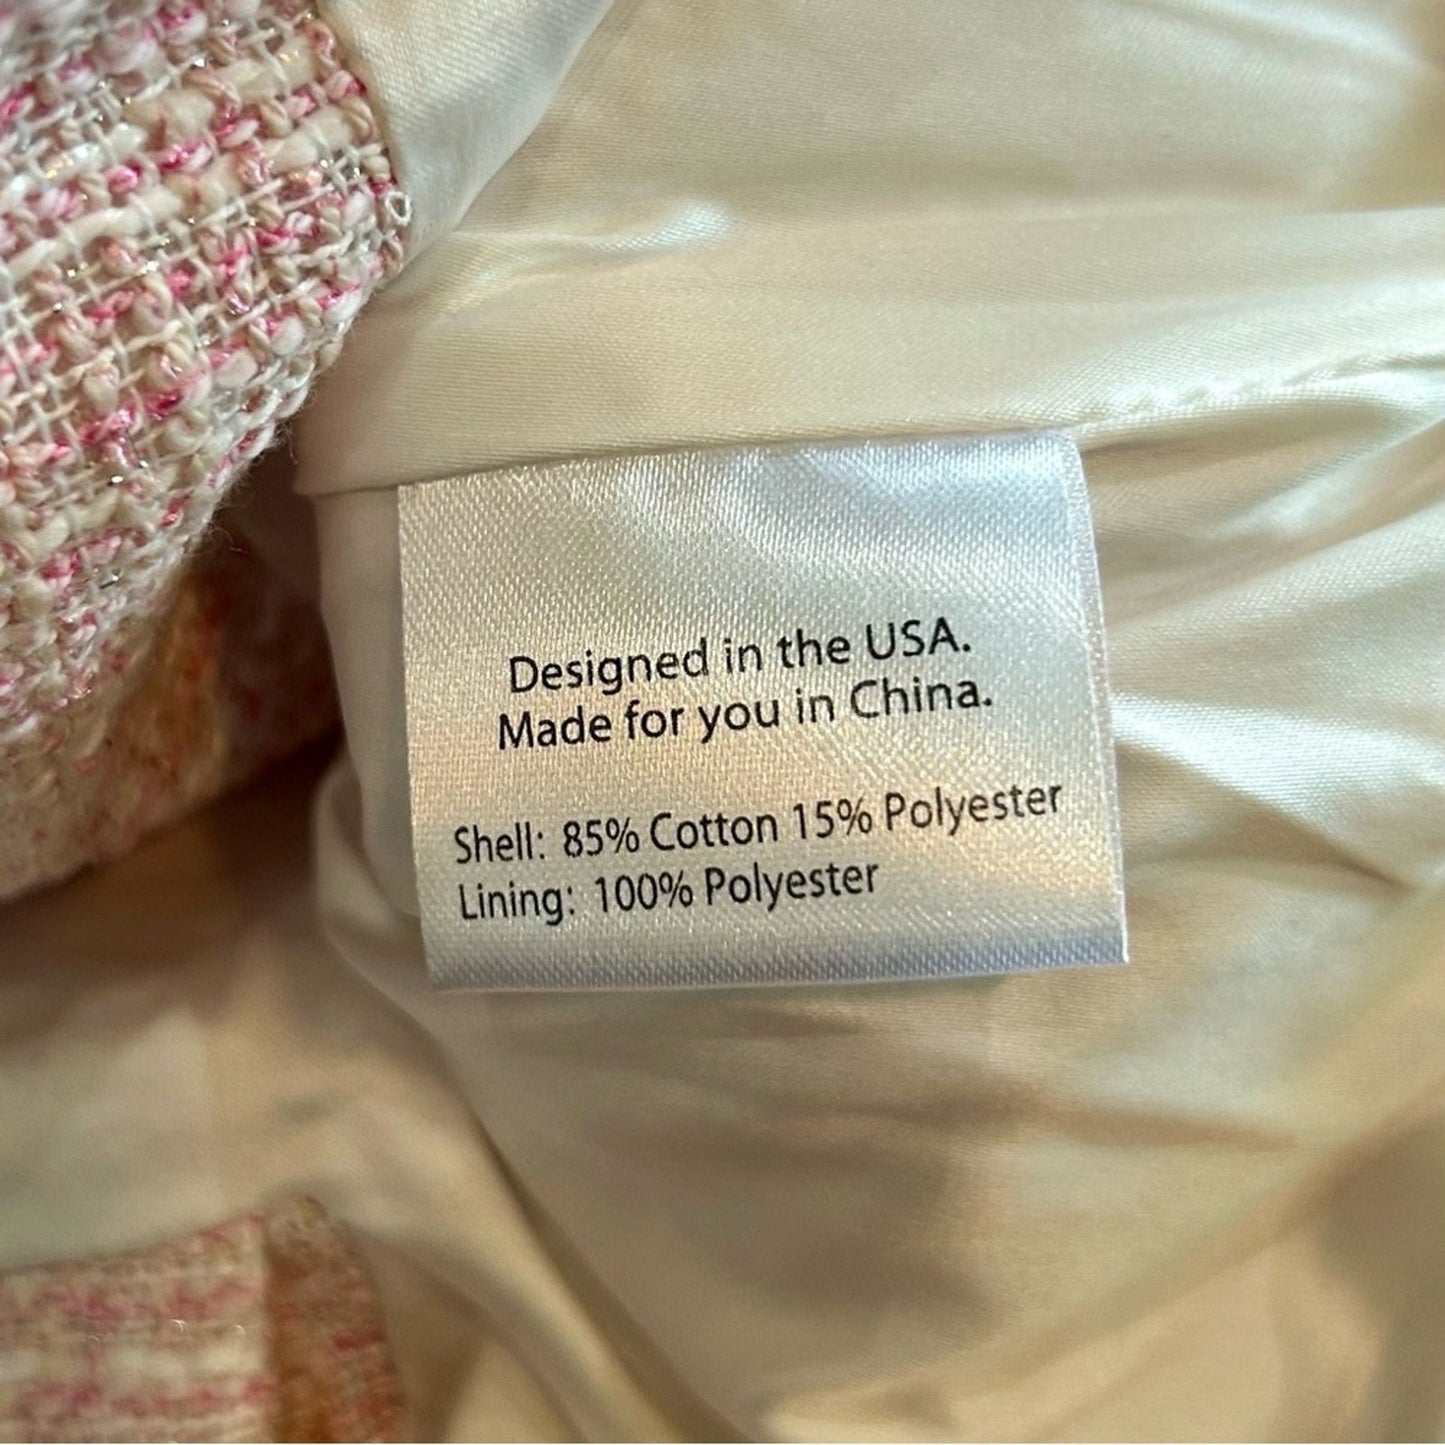 Designed in the USA.
Made for you in China.
Shell: 85% Cotton 15% Polyester
Lining: 100% Polyester